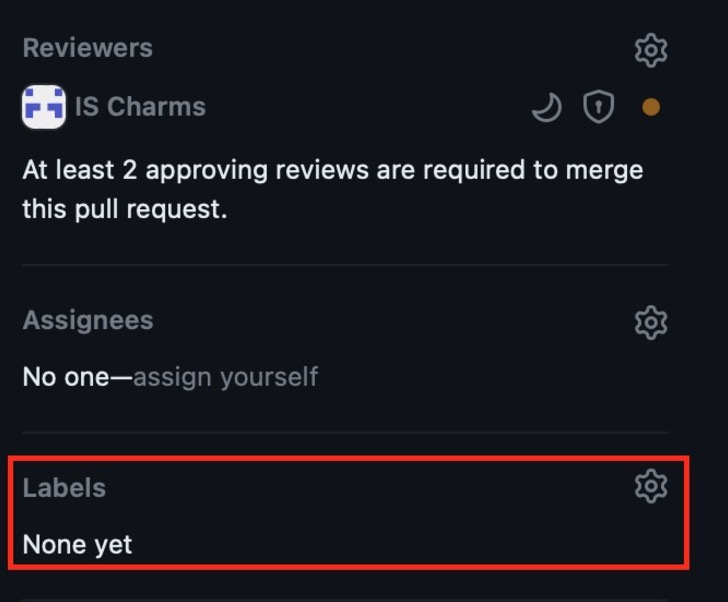 Reviewers
IS Charms
At least 2 approving reviews are required to merge
this pull request.
Assignees
No one—assign yourself
Labels
None yet